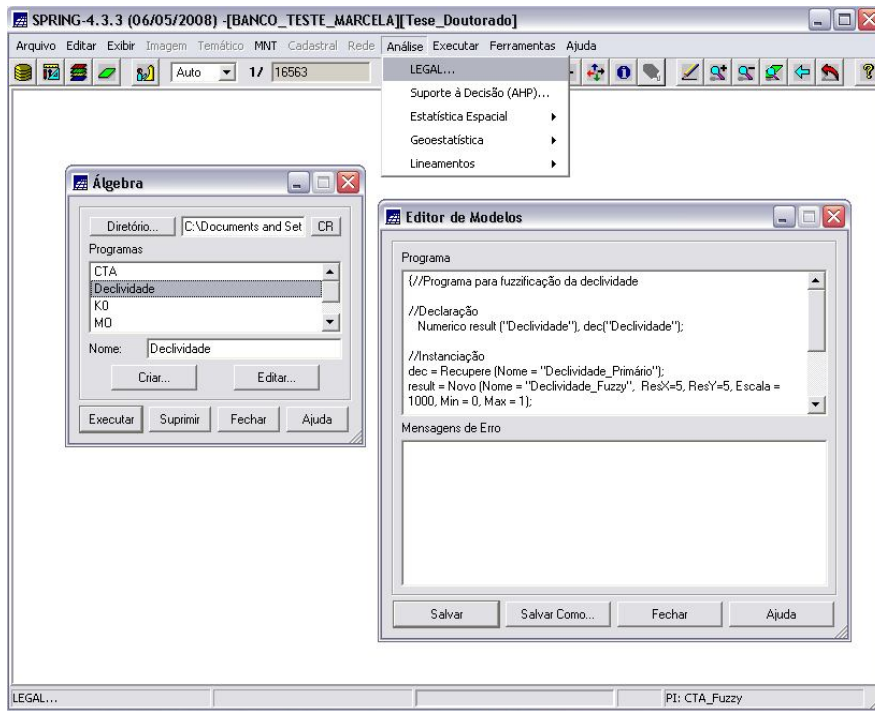 SPRING-4.3.3 (06/05/2008) -[BANCO_TESTE_MARCELA][Tese_Doutorado]
Arquivo Editar Exibir Imagem Temático MNT Cadastral Rede Análise Executar Ferramentas Ajuda
Auto 1/ 16563
LEGAL...
Suporte à Decisão (AHP)...
Estatística Espacial
Geoestatística
Lineamentos
Álgebra
Diretório... C:\Documents and Set CR
Programas
CTA
Declividade
K0
MO
Nome: Declividade
Criar... Editar...
Executar Suprimir Fechar Ajuda
Editor de Modelos
Programa
{//Programa para fuzzificação da declividade
//Declaração
Numerico result ("Declividade"), dec("Declividade");
//Instanciação
dec = Recupere (Nome = "Declividade_Primário");
result = Novo (Nome = "Declividade_Fuzzy", ResX=5, ResY=5, Escala =
1000, Min = 0, Max = 1);
Mensagens de Erro
Salvar Salvar Como... Fechar Ajuda
LEGAL... PI: CTA_Fuzzy